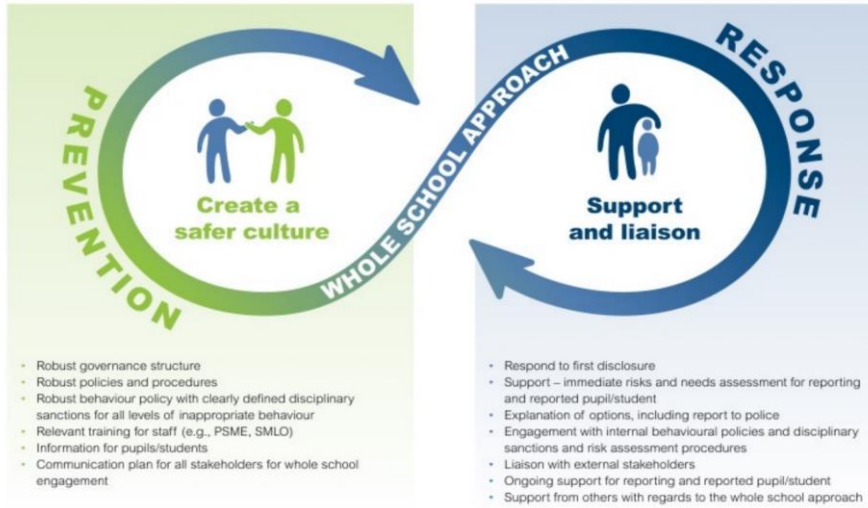 PREVENTION
Create a
safer culture
WHOLE SCHOOL APPROACH
RESPONSE
Support
and liaison
• Robust governance structure
• Robust policies and procedures
• Robust behaviour policy with clearly defined disciplinary
sanctions for all levels of inappropriate behaviour
• Relevant training for staff (e.g., PSME, SMLO)
• Information for pupils/students
• Communication plan for all stakeholders for whole school
engagement
• Respond to first disclosure
• Support – immediate risks and needs assessment for reporting
and reported pupil/student
• Explanation of options, including report to police
• Engagement with internal behavioural policies and disciplinary
sanctions and risk assessment procedures
• Liaison with external stakeholders
• Ongoing support for reporting and reported pupil/student
• Support from others with regards to the whole school approach